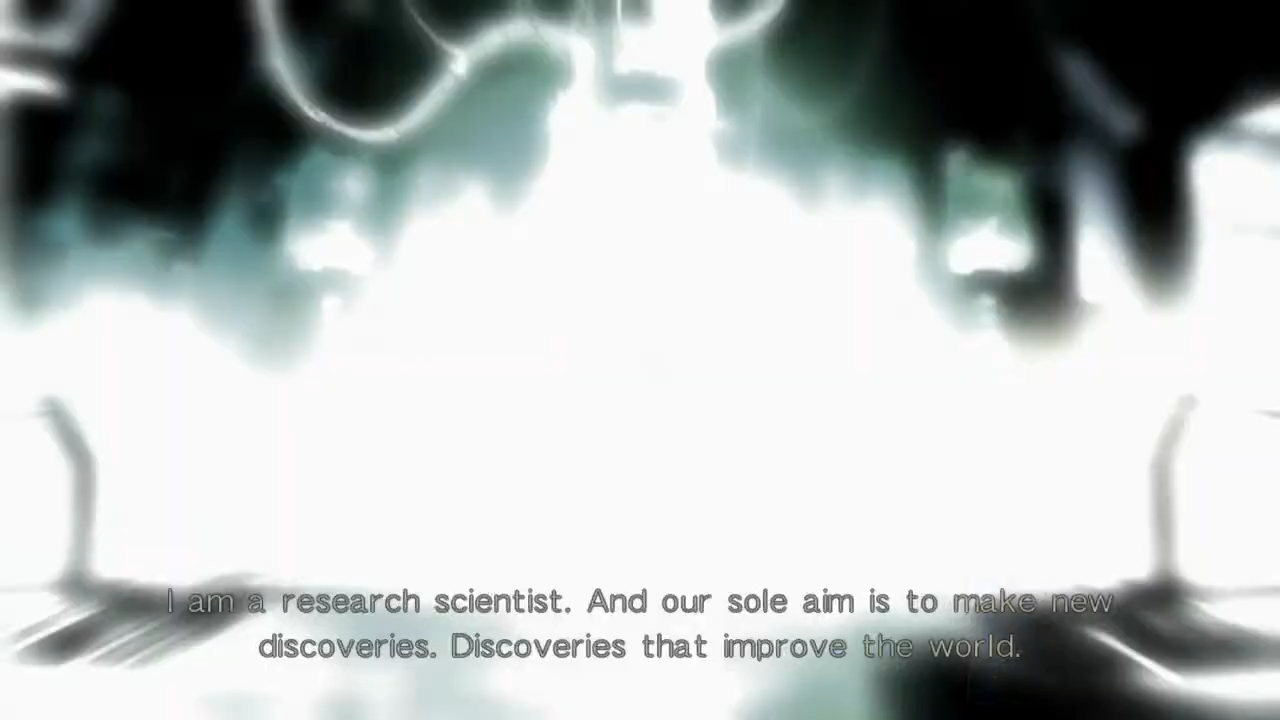 I am a research scientist. And our sole aim is to make new
discoveries. Discoveries that improve the world.